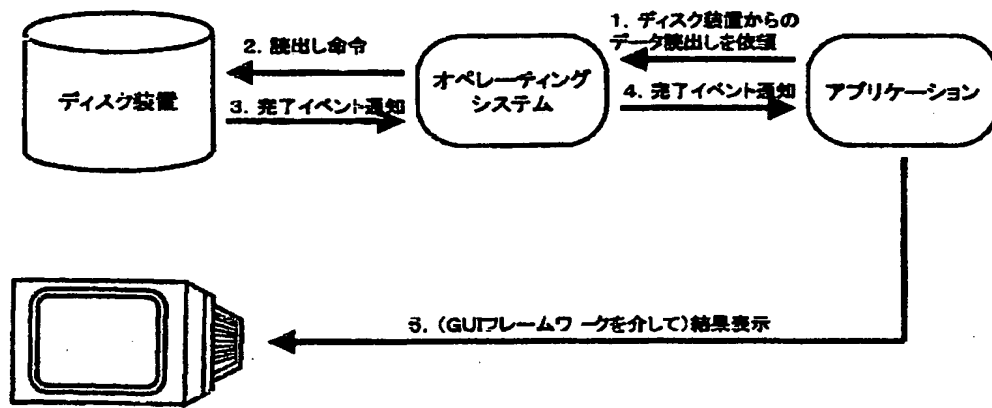 1. ディスク装置からの
データ読出しを依頼
2. 読出し命令
オペレーティング
システム
アプリケーション
ディスク装置
3. 完了イベント通知
4. 完了イベント通知
5. (GUIフレームワークを介して)結果表示